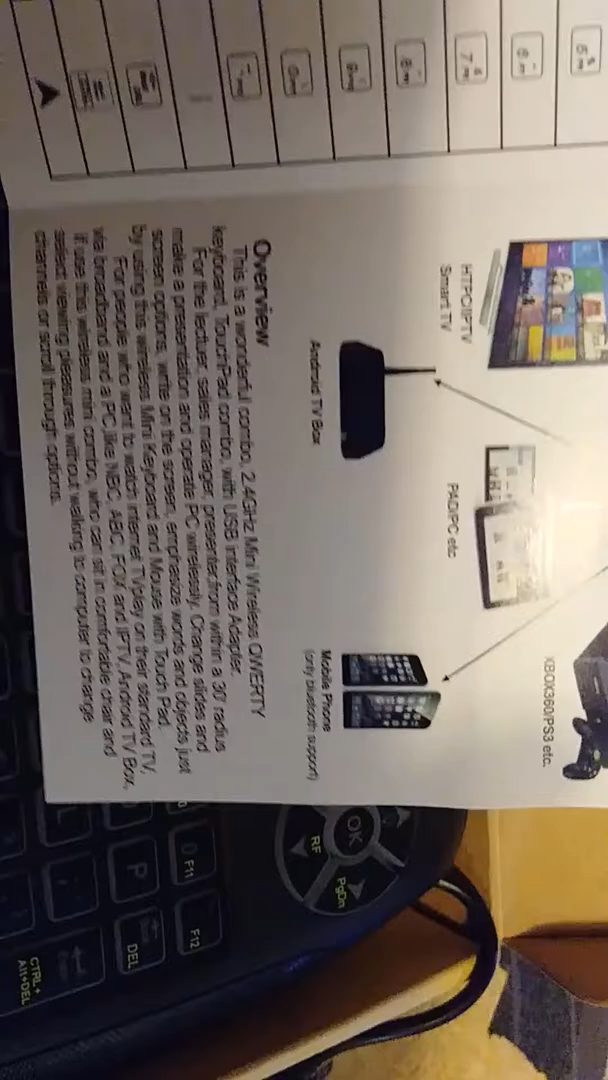 HTPC/IPTV
Smart TV
PAD/PC etc
XBOX360/PS3 etc.
Android TV Box
Mobile Phone
(only bluetooth support)
Overview
This is a wonderful combo, 2.4GHz Mini Wireless QWERTY
keyboard, TouchPad combo, with USB interface Adapter.
For the lectuer, sales manager, presenter,from within a 30' radius
make a presentation and operate PC wirelessly. Change slides and
screen options, write on the screen, emphasize words and objects just
by using this wireless Mini Keyboard and Mouse with Touch Pad.
For people who want to watch internet TVplay on their standard TV,
via broadband and a PC,like NBC, ABC, FOX and IPTV, Android TV Box,
if use this wireless mini combo, who can sit in comfortable chair and
select viewing pleasures without walking to computer to change
channels or scroll through options.
OK
RF
PgDn
F11
F12
P
DEL
CTRL+
Alt+DEL